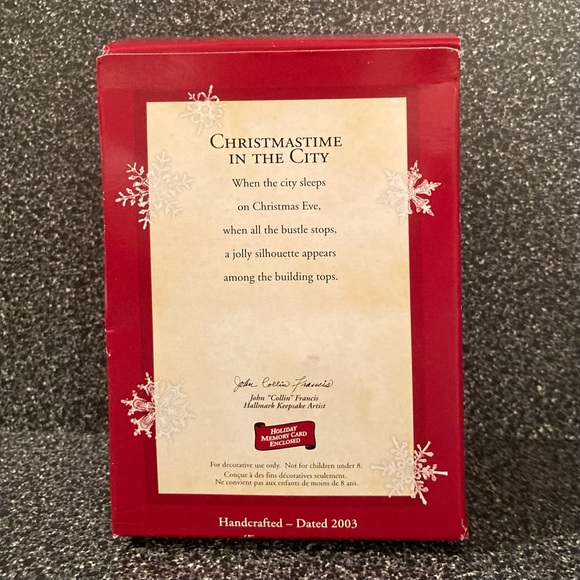 CHRISTMASTIME
IN THE CITY
When the city sleeps
on Christmas Eve,
when all the bustle stops,
a jolly silhouette appears
among the building tops.
John Collin Francis
John "Collin" Francis
Hallmark Keepsake Artist
HOLIDAY
MEMORY CARD
ENCLOSED
For decorative use only. Not for children under 8.
Conçue à des fins décoratives seulement.
Ne convient pas aux enfants de moins de 8 ans.
Handcrafted – Dated 2003